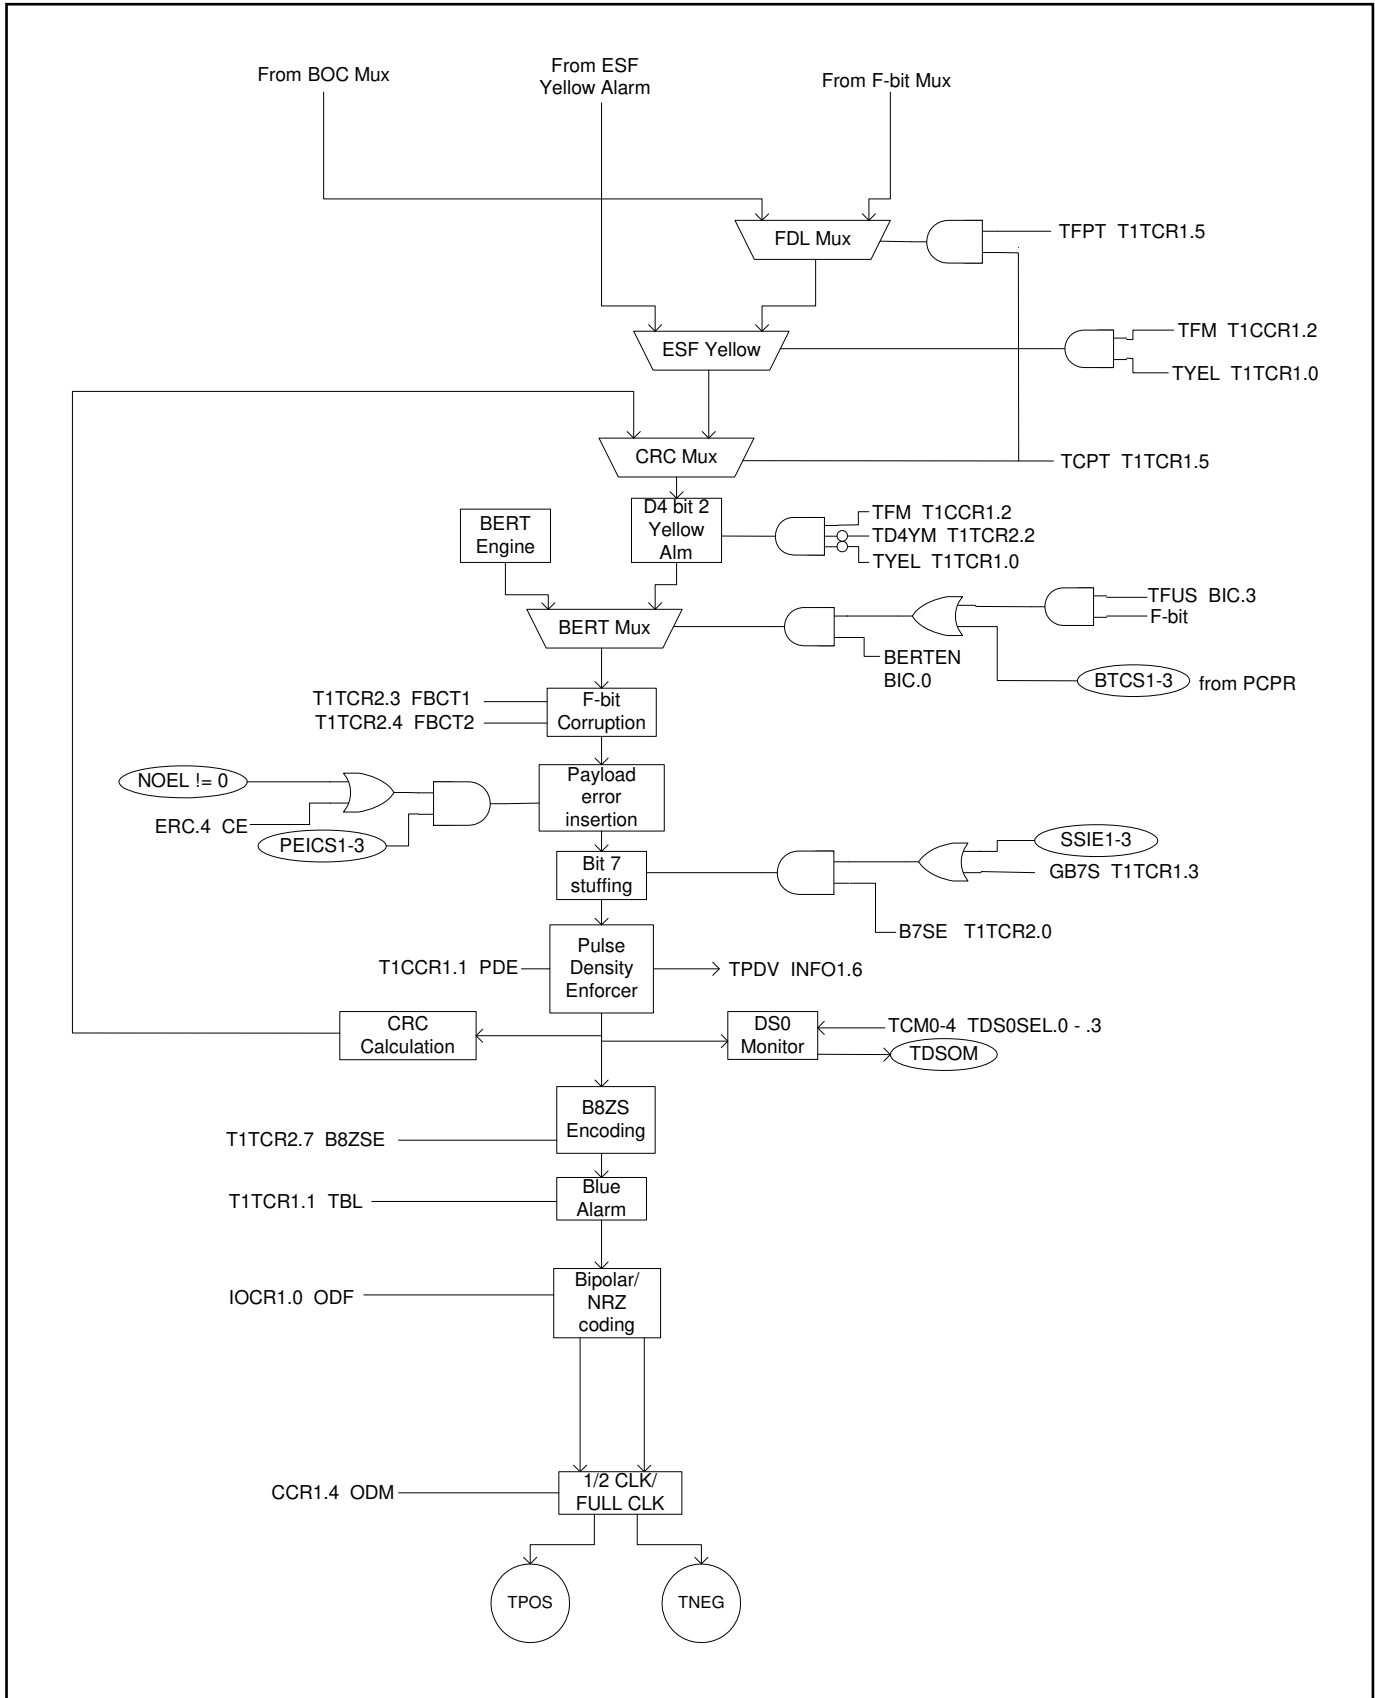 From BOC Mux
From ESF
Yellow Alarm
From F-bit Mux
FDL Mux
TFPT T1TCR1.5
ESF Yellow
TFM T1CCR1.2
TYEL T1TCR1.0
CRC Mux
TCPT T1TCR1.5
BERT
Engine
D4 bit 2
Yellow
Alm
TFM T1CCR1.2
TD4YM T1TCR2.2
TYEL T1TCR1.0
BERT Mux
TFUS BIC.3
F-bit
BERTEN
BIC.0
BTCS1-3 from PCPR
T1TCR2.3 FBCT1
T1TCR2.4 FBCT2
F-bit
Corruption
NOEL != 0
ERC.4 CE
PEICS1-3
Payload
error
insertion
Bit 7
stuffing
SSIE1-3
GB7S T1TCR1.3
B7SE T1TCR2.0
T1CCR1.1 PDE
Pulse
Density
Enforcer
TPDV INFO1.6
CRC
Calculation
DS0
Monitor
TCM0-4 TDS0SEL.0 - .3
TDSOM
B8ZS
Encoding
T1TCR2.7 B8ZSE
Blue
Alarm
T1TCR1.1 TBL
Bipolar/
NRZ
coding
IOCR1.0 ODF
1/2 CLK/
FULL CLK
CCR1.4 ODM
TPOS
TNEG